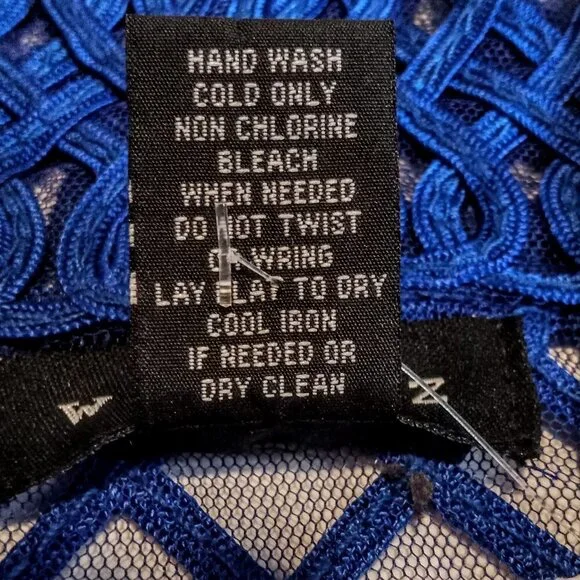 HAND WASH
COLD ONLY
NON CHLORINE
BLEACH
WHEN NEEDED
DO NOT TWIST
OR WRING
LAY FLAT TO DRY
COOL IRON
IF NEEDED OR
DRY CLEAN